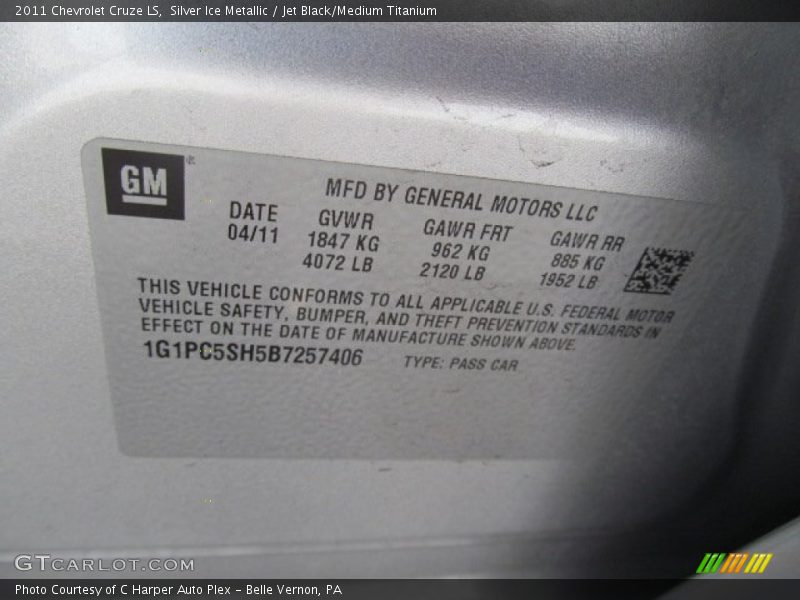 2011 Chevrolet Cruze LS, Silver Ice Metallic / Jet Black/Medium Titanium
GM
MFD BY GENERAL MOTORS LLC
DATE GVWR GAWR FRT GAWR RR
04/11 1847 KG 962 KG 885 KG
4072 LB 2120 LB 1952 LB
THIS VEHICLE CONFORMS TO ALL APPLICABLE U.S. FEDERAL MOTOR
VEHICLE SAFETY, BUMPER, AND THEFT PREVENTION STANDARDS IN
EFFECT ON THE DATE OF MANUFACTURE SHOWN ABOVE.
1G1PC5SH5B7257406 TYPE: PASS CAR
GTCARLOT.COM
Photo Courtesy of C Harper Auto Plex - Belle Vernon, PA